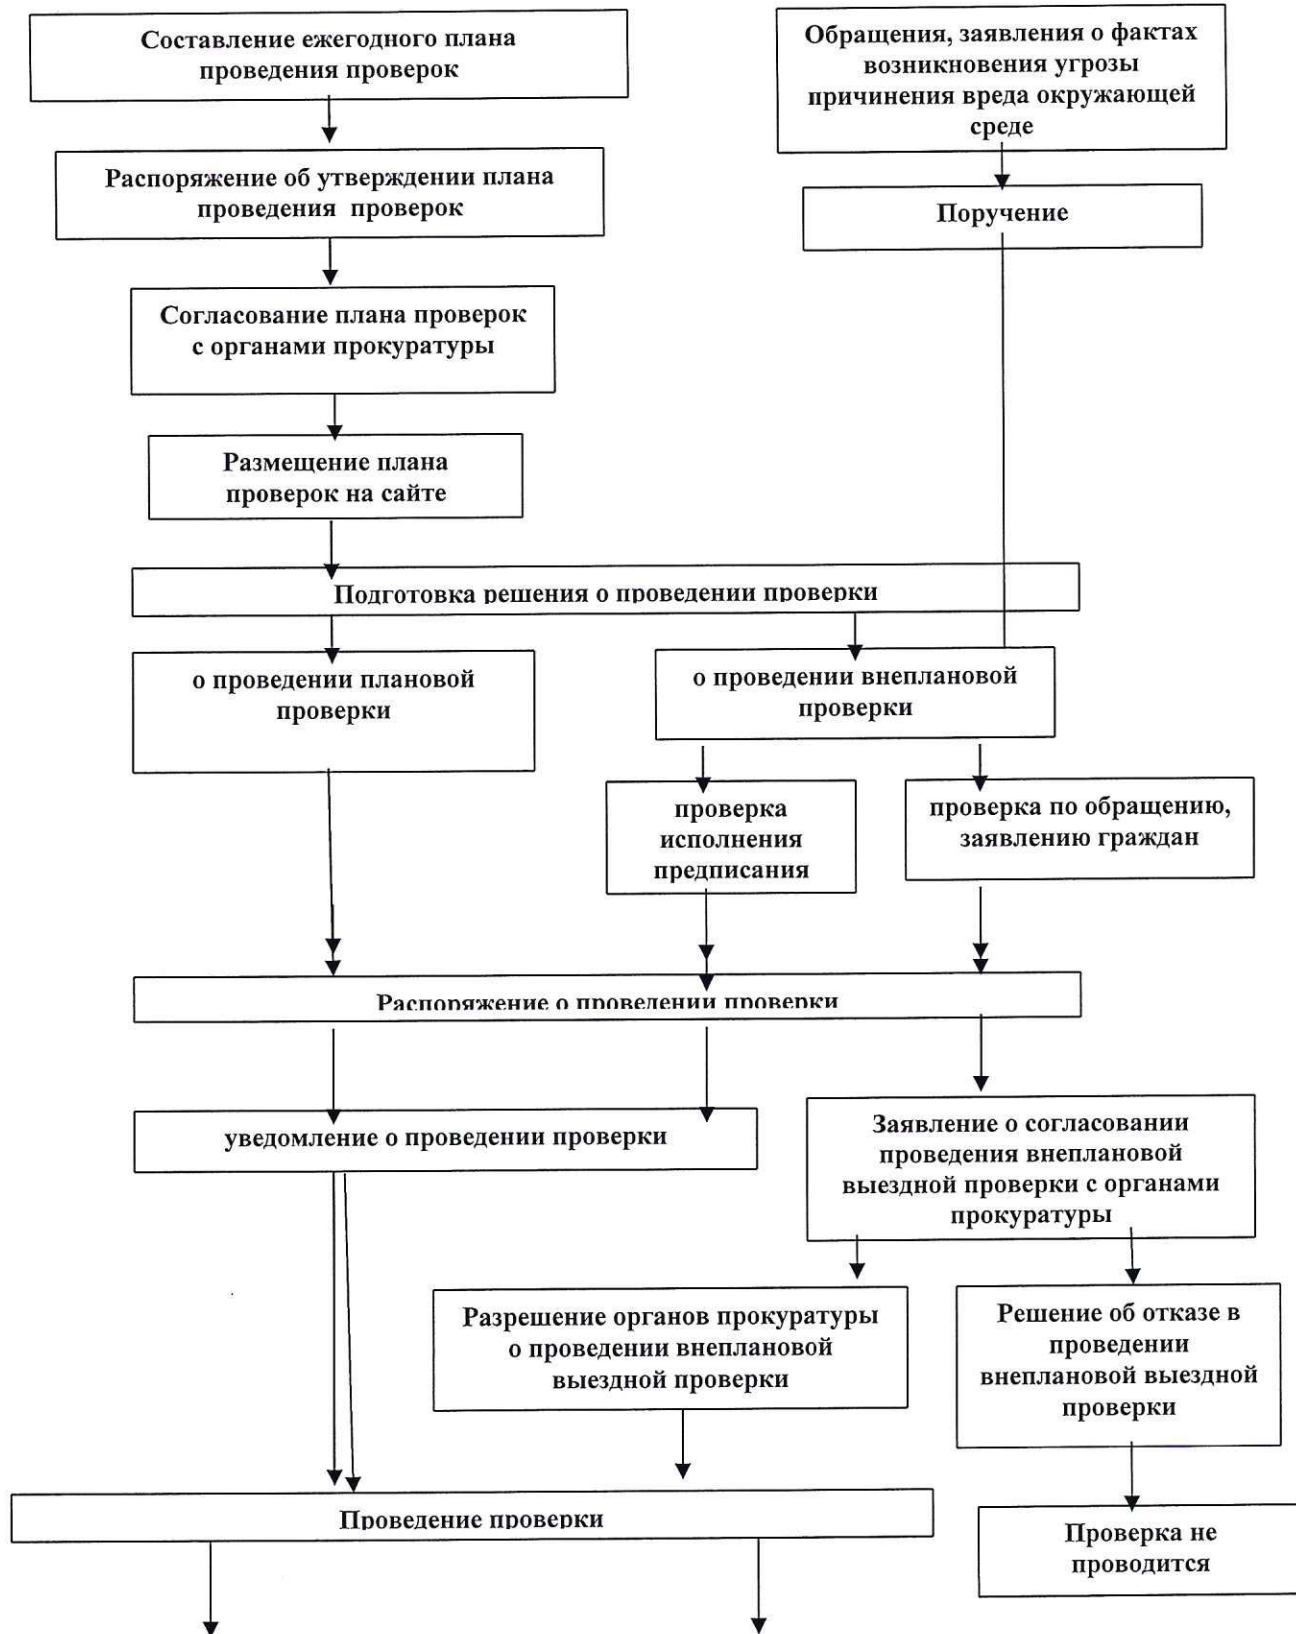 Составление ежегодного плана
проведения проверок
Обращения, заявления о фактах
возникновения угрозы
причинения вреда окружающей
среде
Распоряжение об утверждении плана
проведения проверок
Поручение
Согласование плана проверок
с органами прокуратуры
Размещение плана
проверок на сайте
Подготовка решения о проведении проверки
о проведении плановой
проверки
о проведении внеплановой
проверки
проверка
исполнения
предписания
проверка по обращению,
заявлению граждан
Распоряжение о проведении проверки
уведомление о проведении проверки
Заявление о согласовании
проведения внеплановой
выездной проверки с органами
прокуратуры
Разрешение органов прокуратуры
о проведении внеплановой
выездной проверки
Решение об отказе в
проведении
внеплановой выездной
проверки
Проведение проверки
Проверка не
проводится